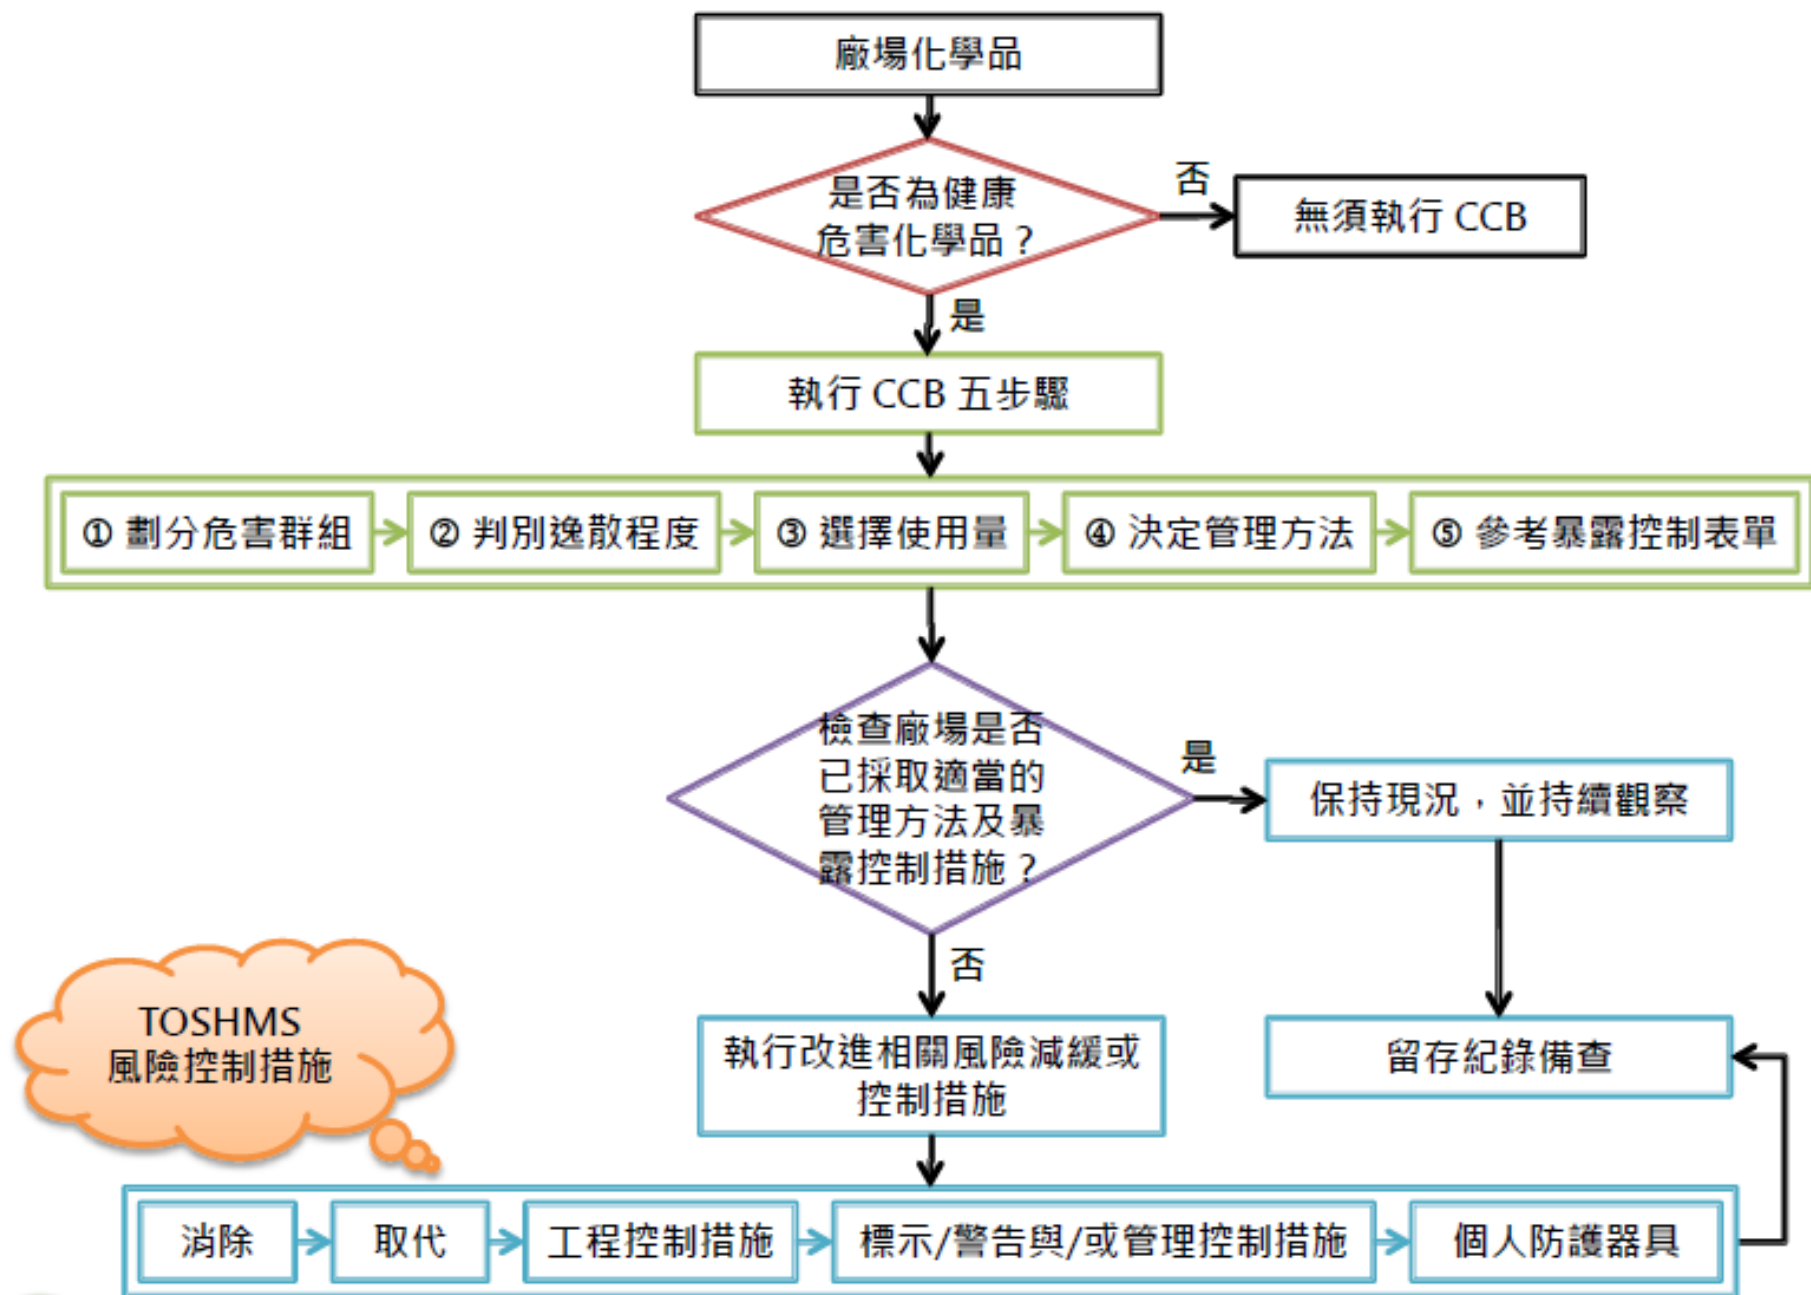 廠場化學品
是否為健康
危害化學品？
否
無須執行 CCB
是
執行 CCB 五步驟
① 劃分危害群組
② 判別逸散程度
③ 選擇使用量
④ 決定管理方法
⑤ 參考暴露控制表單
檢查廠場是否
已採取適當的
管理方法及暴
露控制措施？
是
保持現況，並持續觀察
否
TOSHMS
風險控制措施
執行改進相關風險減緩或
控制措施
留存紀錄備查
消除
取代
工程控制措施
標示/警告與/或管理控制措施
個人防護器具